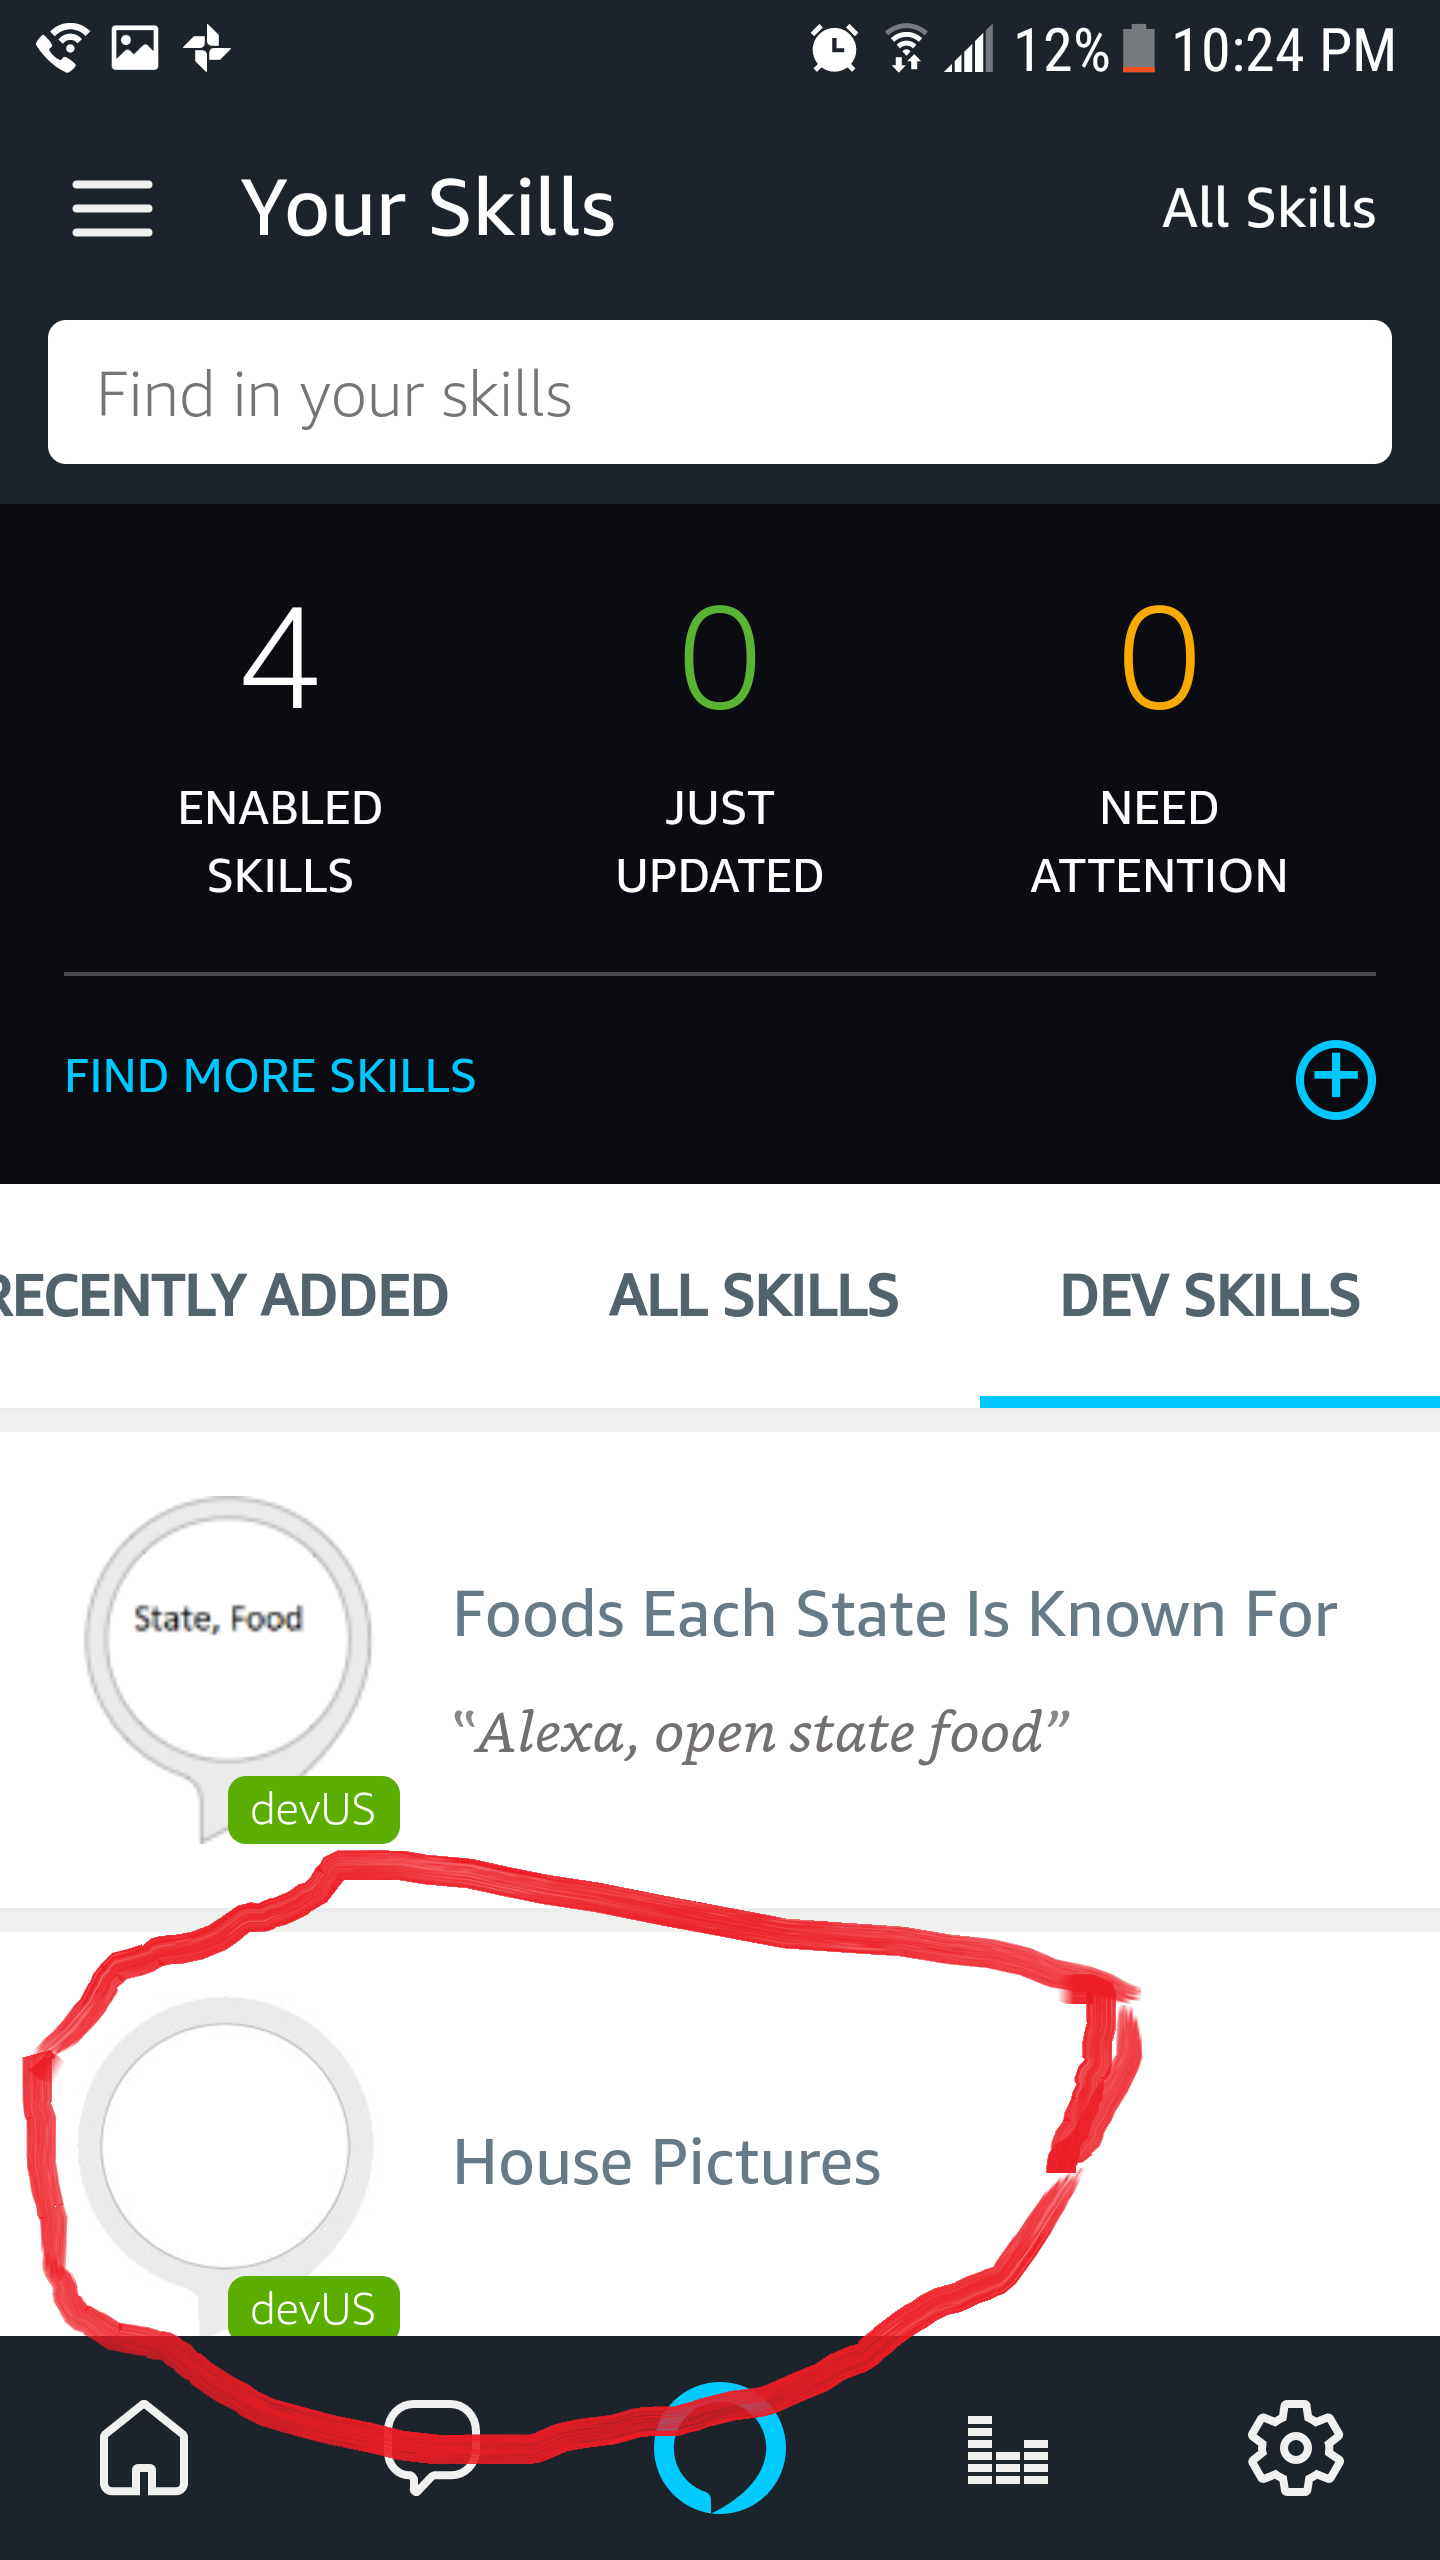 12% 10:24 PM
Your Skills
All Skills
Find in your skills
4
0
0
ENABLED
SKILLS
JUST
UPDATED
NEED
ATTENTION
FIND MORE SKILLS
RECENTLY ADDED
ALL SKILLS
DEV SKILLS
State, Food
devUS
Foods Each State Is Known For
“Alexa, open state food”
House Pictures
devUS